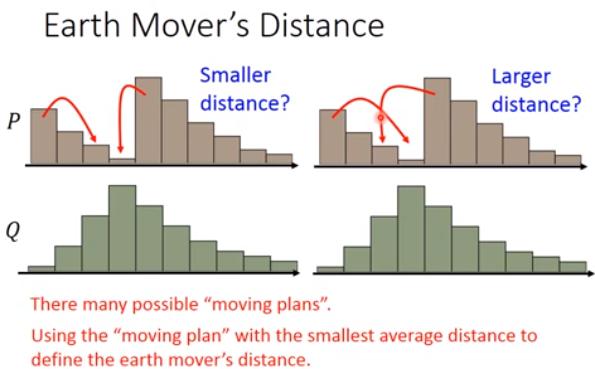 Earth Mover's Distance
Smaller
distance?
Larger
distance?
P
Q
There many possible "moving plans".
Using the "moving plan" with the smallest average distance to
define the earth mover's distance.